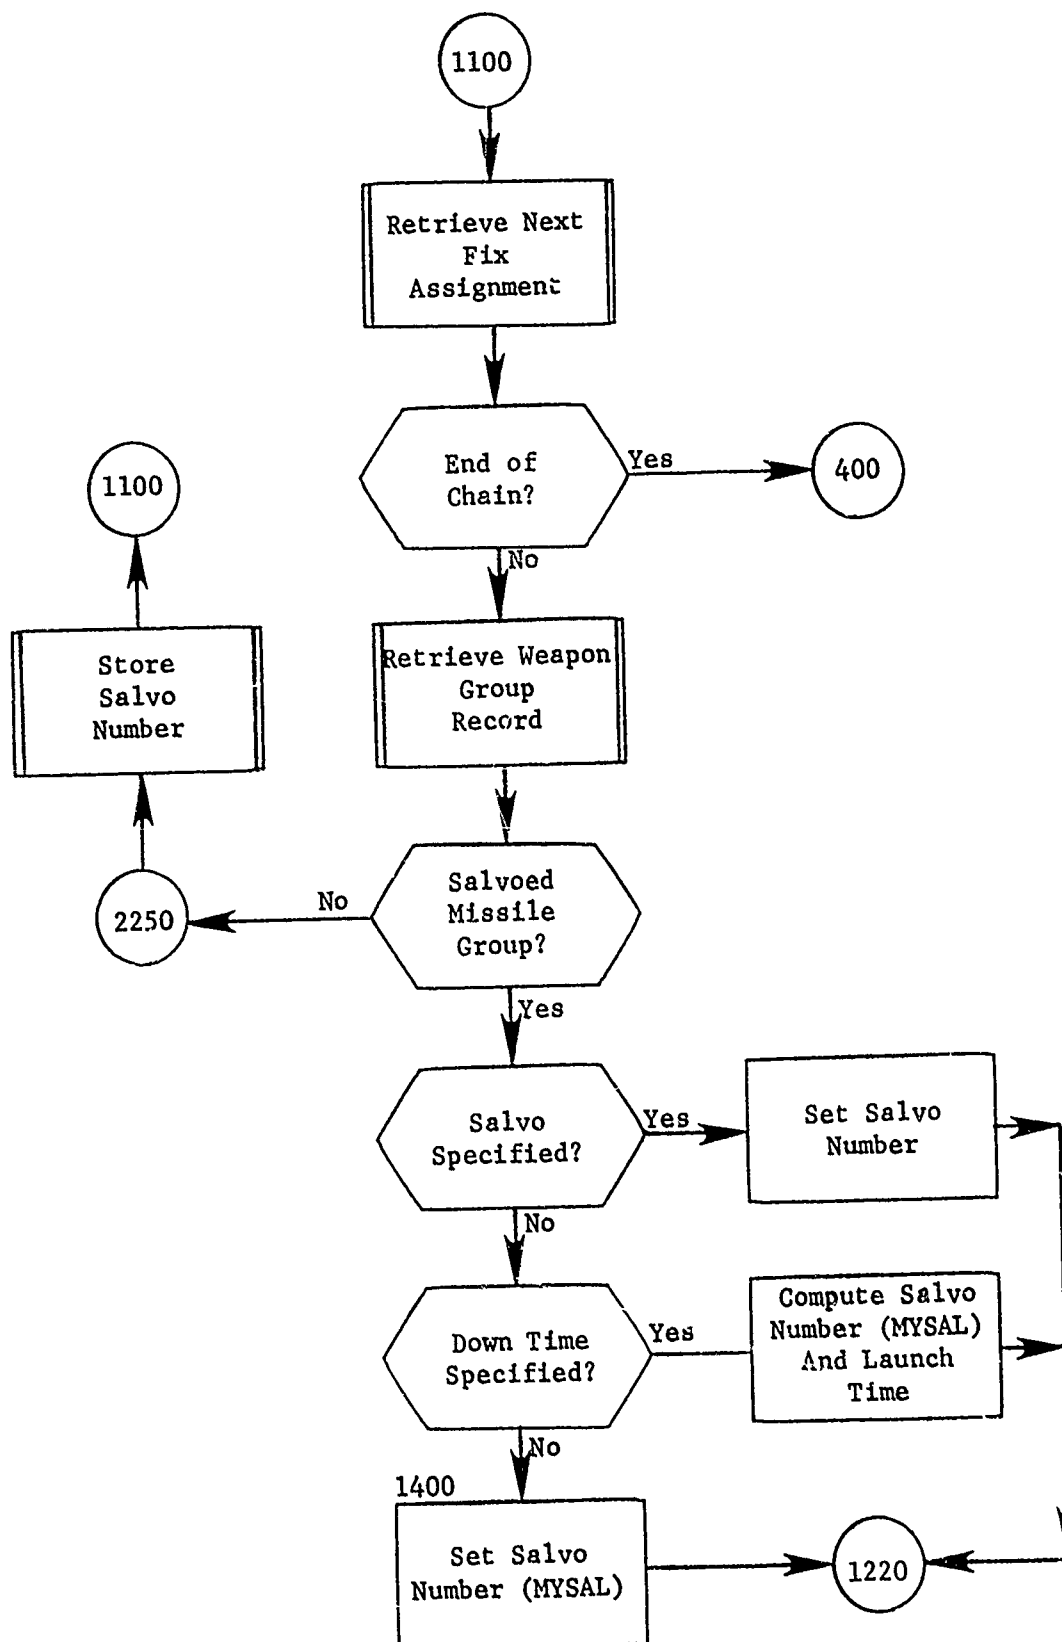 1100
Retrieve Next
Fix
Assignment
End of
Chain?
Yes
400
No
1100
Store
Salvo
Number
Retrieve Weapon
Group
Record
Salvoed
Missile
Group?
No
2250
Yes
Salvo
Specified?
Yes
Set Salvo
Number
No
Down Time
Specified?
Yes
Compute Salvo
Number (MYSAL)
And Launch
Time
No
1400
Set Salvo
Number (MYSAL)
1220